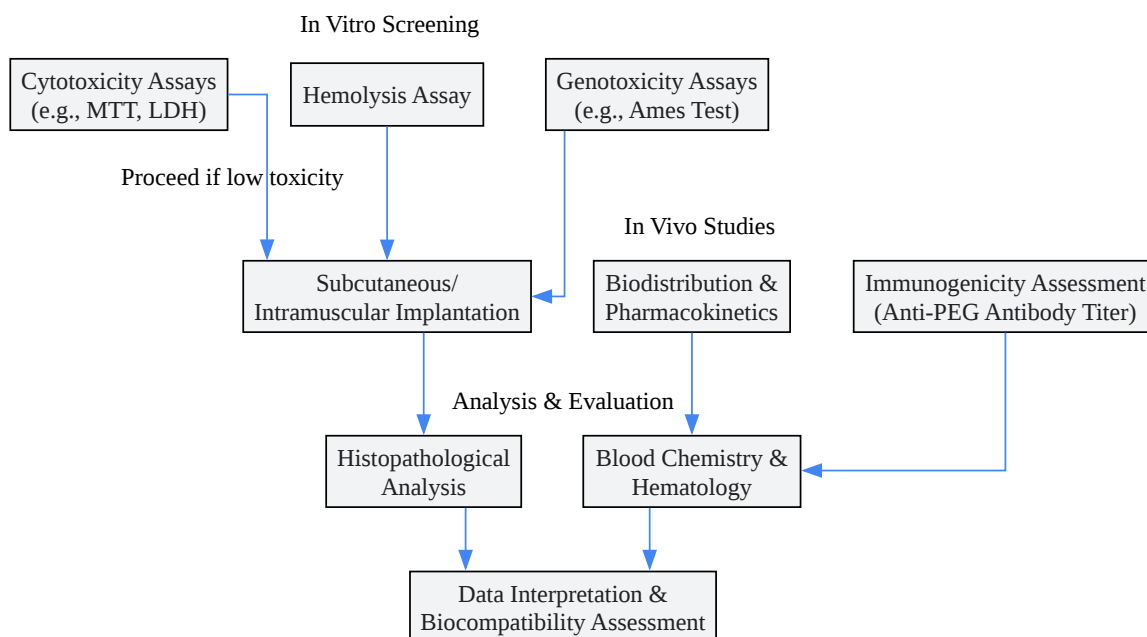 In Vitro Screening
Cytotoxicity Assays
(e.g., MTT, LDH)
Hemolysis Assay
Genotoxicity Assays
(e.g., Ames Test)
Proceed if low toxicity
In Vivo Studies
Subcutaneous/
Intramuscular Implantation
Biodistribution &
Pharmacokinetics
Immunogenicity Assessment
(Anti-PEG Antibody Titer)
Analysis & Evaluation
Histopathological
Analysis
Blood Chemistry &
Hematology
Data Interpretation &
Biocompatibility Assessment